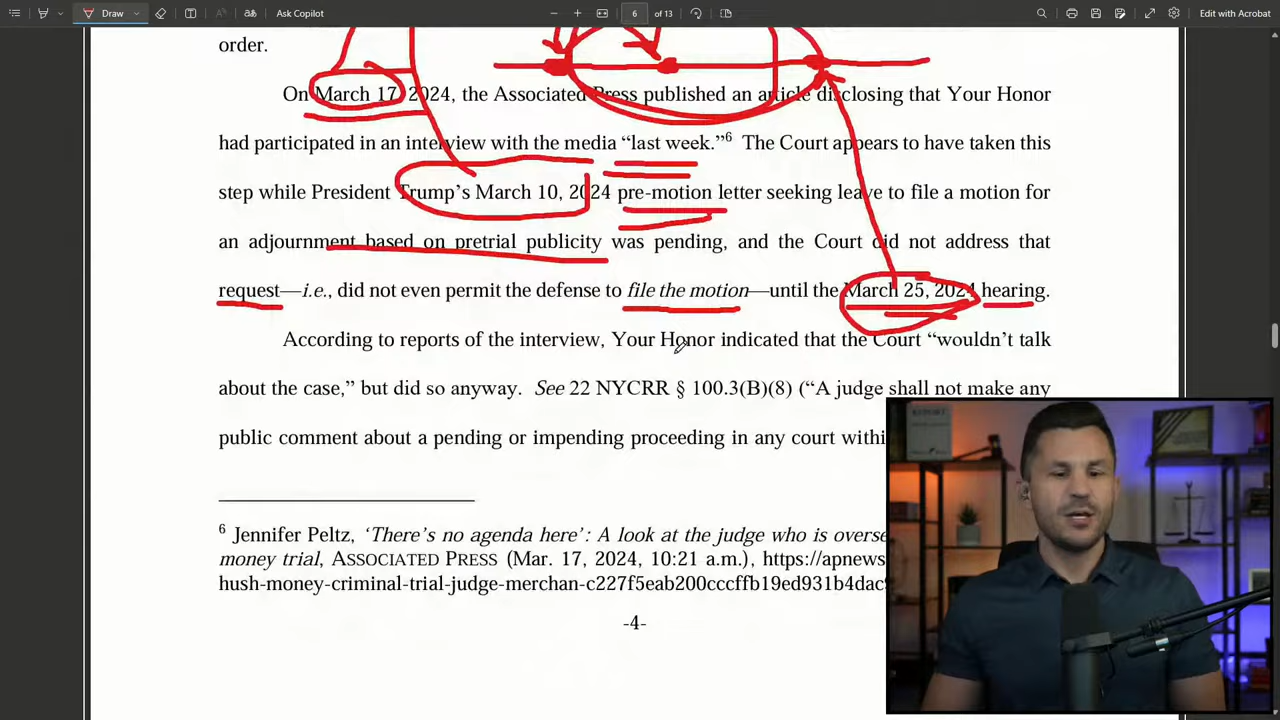 Draw
Ask Copilot
6
of 13
Edit with Acrobat
order.
On March 17, 2024, the Associated Press published an article disclosing that Your Honor
had participated in an interview with the media “last week.”6 The Court appears to have taken this
step while President Trump’s March 10, 2024 pre-motion letter seeking leave to file a motion for
an adjournment based on pretrial publicity was pending, and the Court did not address that
request—i.e., did not even permit the defense to file the motion—until the March 25, 2024 hearing.
According to reports of the interview, Your Honor indicated that the Court “wouldn’t talk
about the case,” but did so anyway. See 22 NYCRR § 100.3(B)(8) (“A judge shall not make any
public comment about a pending or impending proceeding in any court within
6 Jennifer Peltz, ‘There’s no agenda here’: A look at the judge who is overse
money trial, ASSOCIATED PRESS (Mar. 17, 2024, 10:21 a.m.), https://apnews
hush-money-criminal-trial-judge-merchan-c227f5eab200cccffb19ed931b4dac
-4-